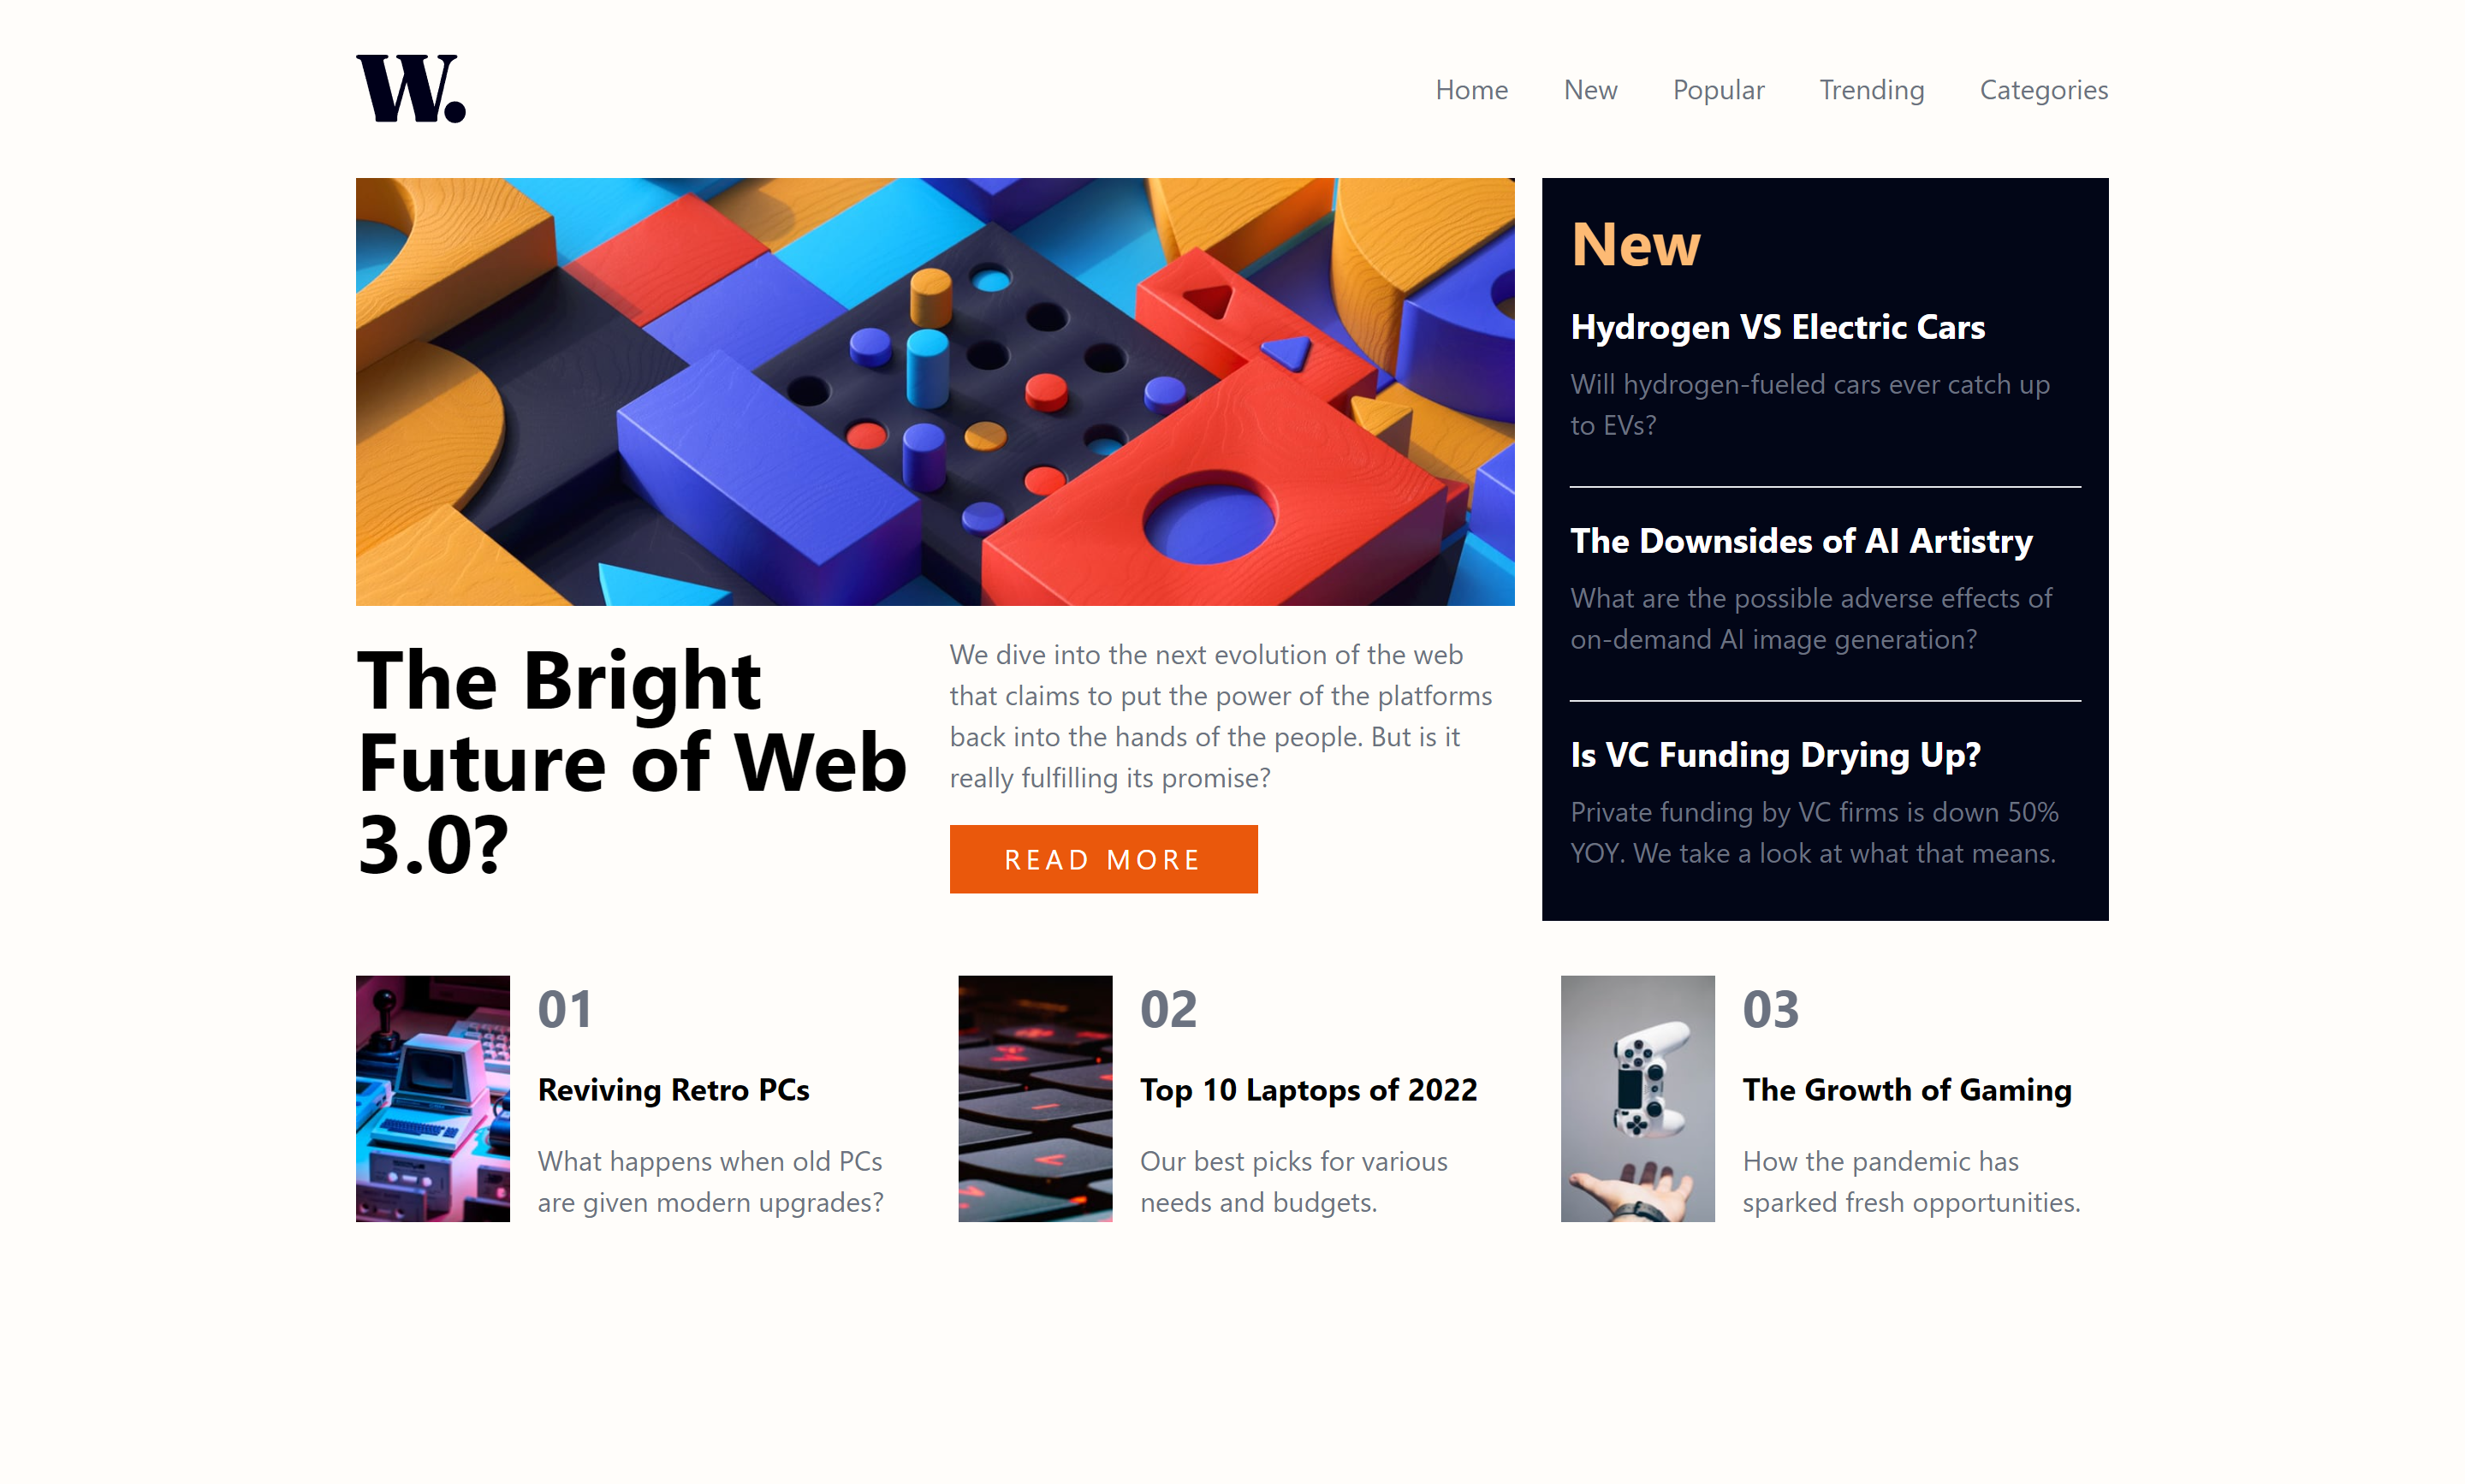 W.
Home New Popular Trending Categories
The Bright
Future of Web
3.0?
We dive into the next evolution of the web
that claims to put the power of the platforms
back into the hands of the people. But is it
really fulfilling its promise?
READ MORE
New
Hydrogen VS Electric Cars
Will hydrogen-fueled cars ever catch up
to EVs?
The Downsides of AI Artistry
What are the possible adverse effects of
on-demand AI image generation?
Is VC Funding Drying Up?
Private funding by VC firms is down 50%
YOY. We take a look at what that means.
01
Reviving Retro PCs
What happens when old PCs
are given modern upgrades?
02
Top 10 Laptops of 2022
Our best picks for various
needs and budgets.
03
The Growth of Gaming
How the pandemic has
sparked fresh opportunities.